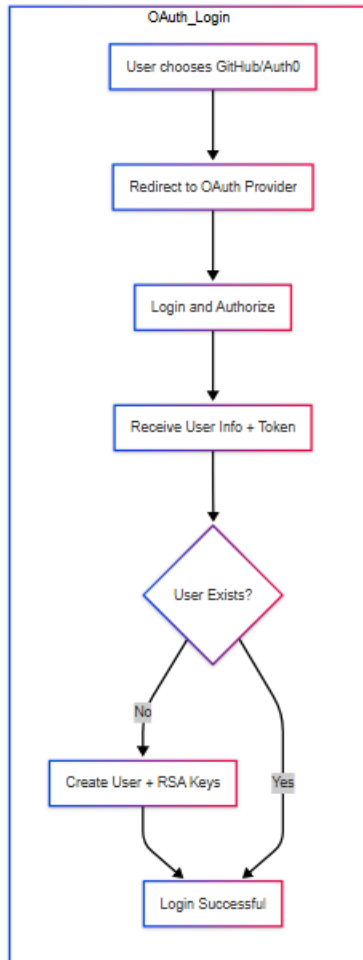 OAuth_Login
User chooses GitHub/Auth0
Redirect to OAuth Provider
Login and Authorize
Receive User Info + Token
User Exists?
No
Create User + RSA Keys
Yes
Login Successful